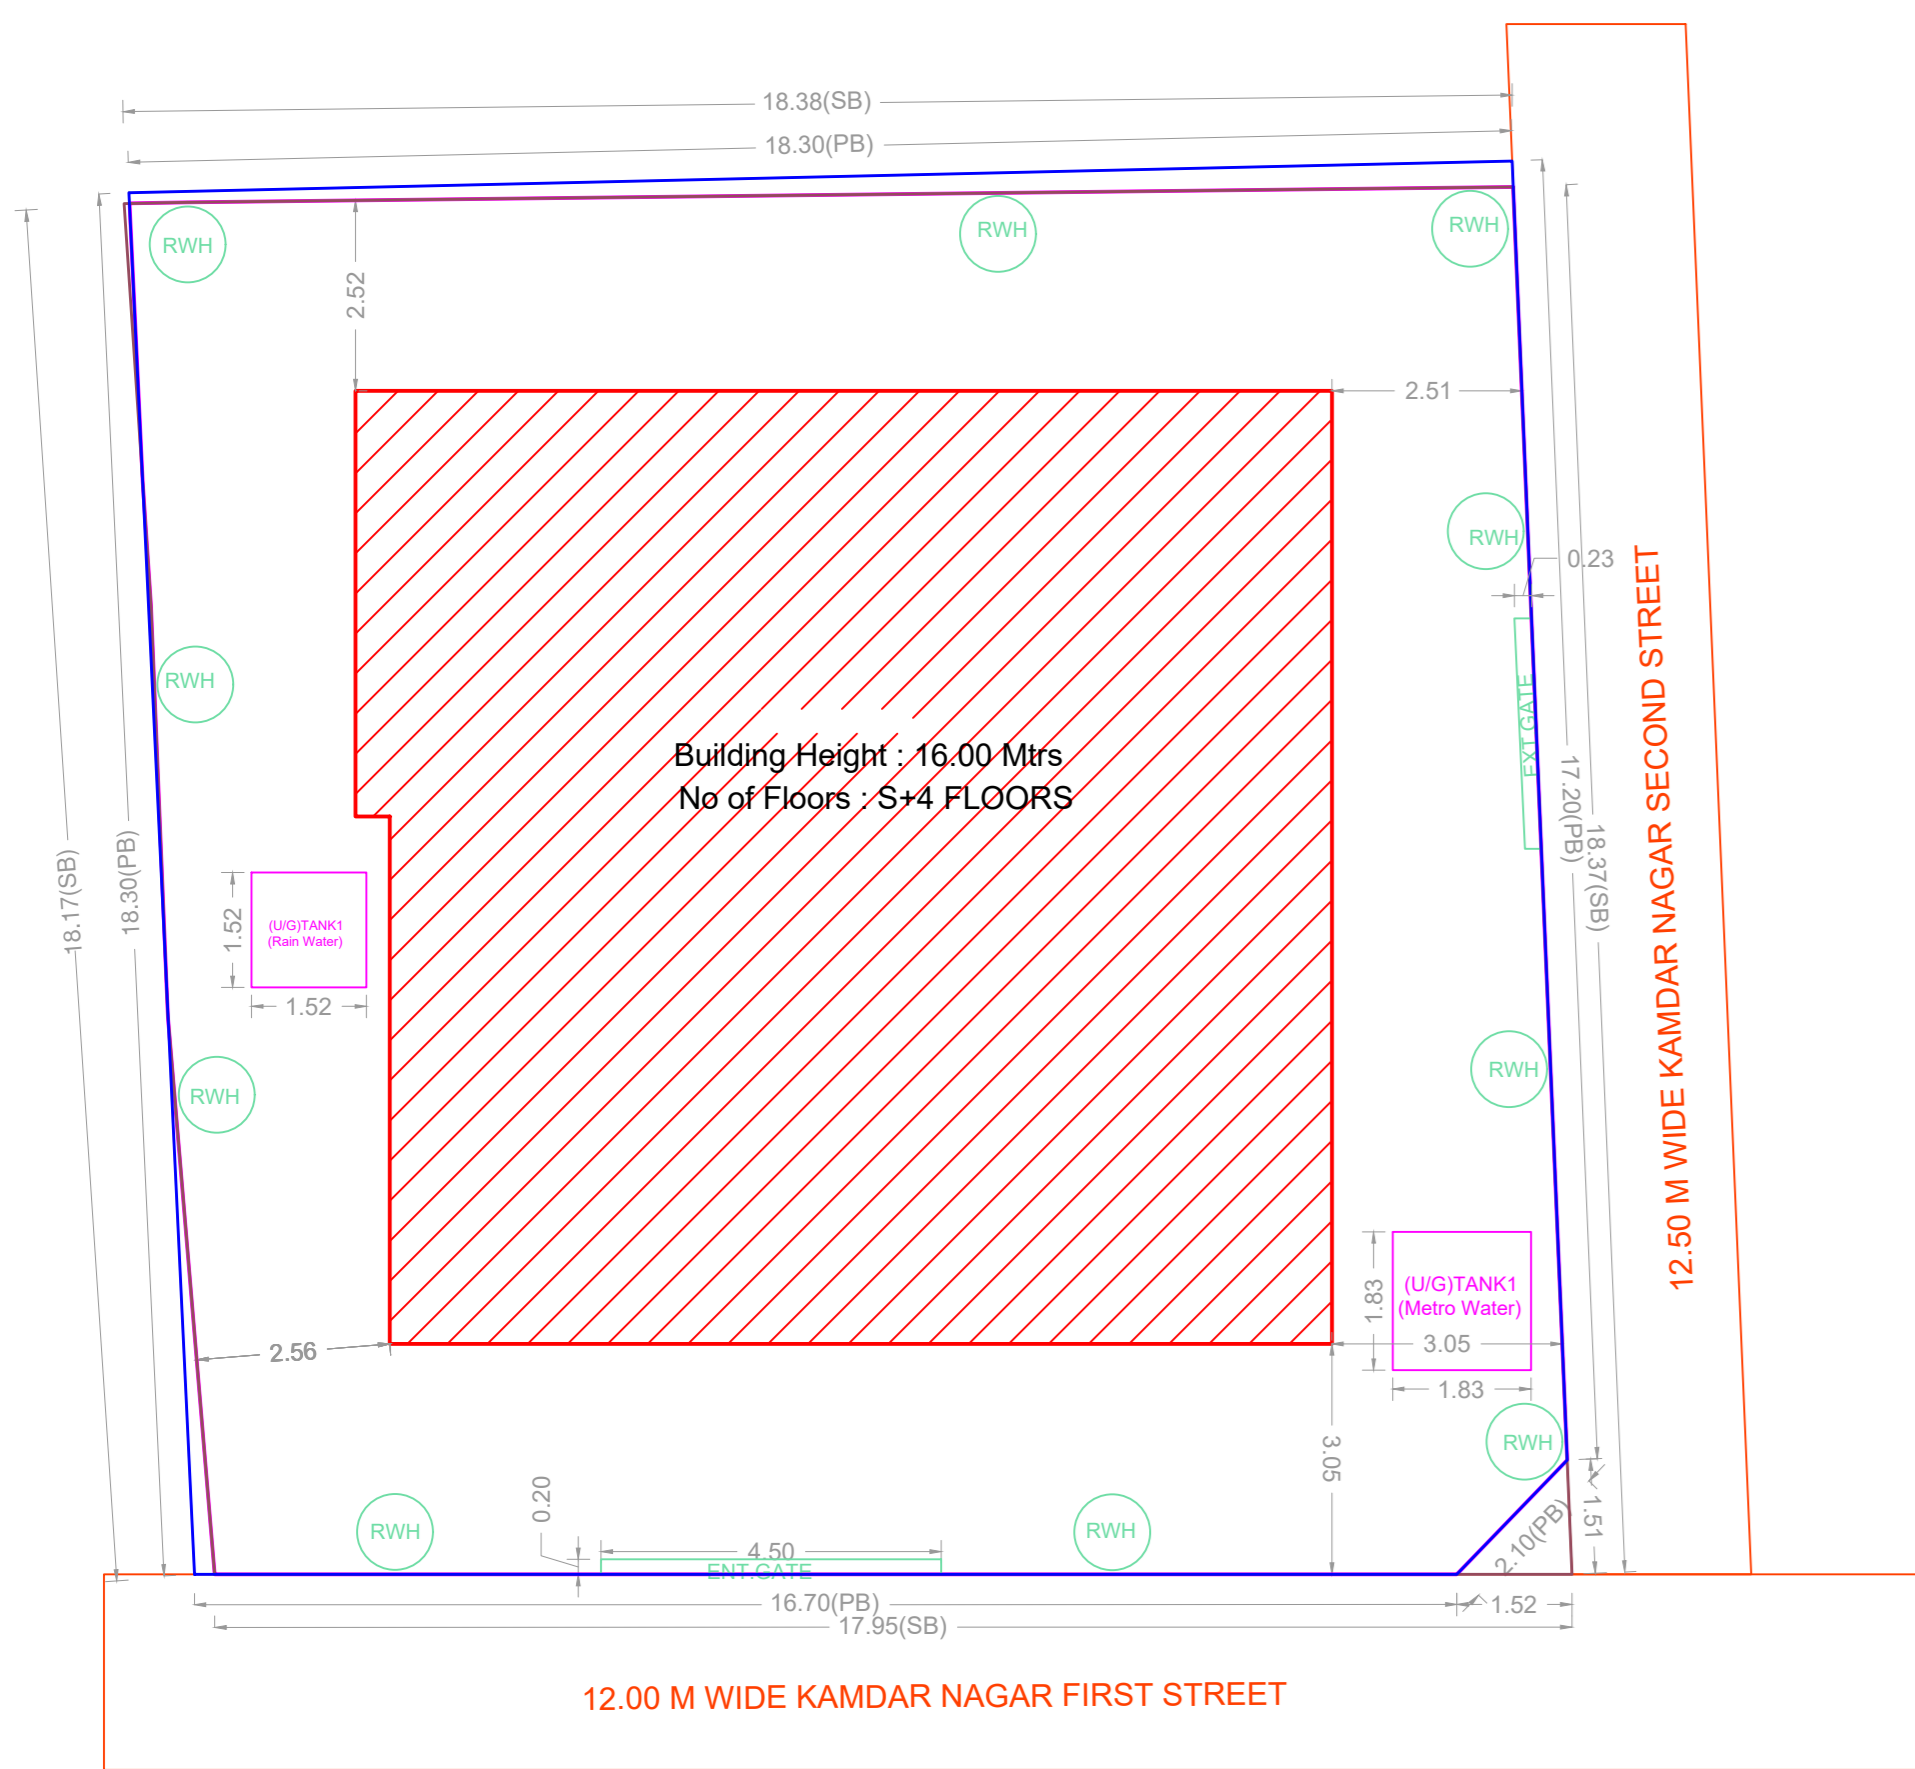 18.38(SB)
18.30(PB)
RWH
RWH
RWH
2.52
2.51
RWH
0.23
EXT.GATE
12.50 M WIDE KAMDAR NAGAR SECOND STREET
17.20(PB)
18.37(SB)
RWH
Building Height : 16.00 Mtrs
No of Floors : S+4 FLOORS
18.17(SB)
18.30(PB)
1.52
(U/G)TANK1
(Rain Water)
1.52
RWH
RWH
1.83
(U/G)TANK1
(Metro Water)
3.05
1.83
2.56
RWH
3.05
1.51
2.10(PB)
0.20
RWH
4.50
ENT.GATE
RWH
16.70(PB)
1.52
17.95(SB)
12.00 M WIDE KAMDAR NAGAR FIRST STREET